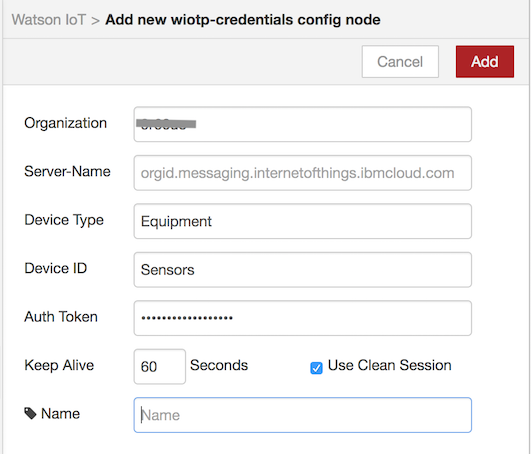 Watson IoT > Add new wiotp-credentials config node
Cancel Add
Organization
Server-Name orgid.messaging.internetofthings.ibmcloud.com
Device Type Equipment
Device ID Sensors
Auth Token ••••••••••••••••••
Keep Alive 60 Seconds Use Clean Session
Name Name